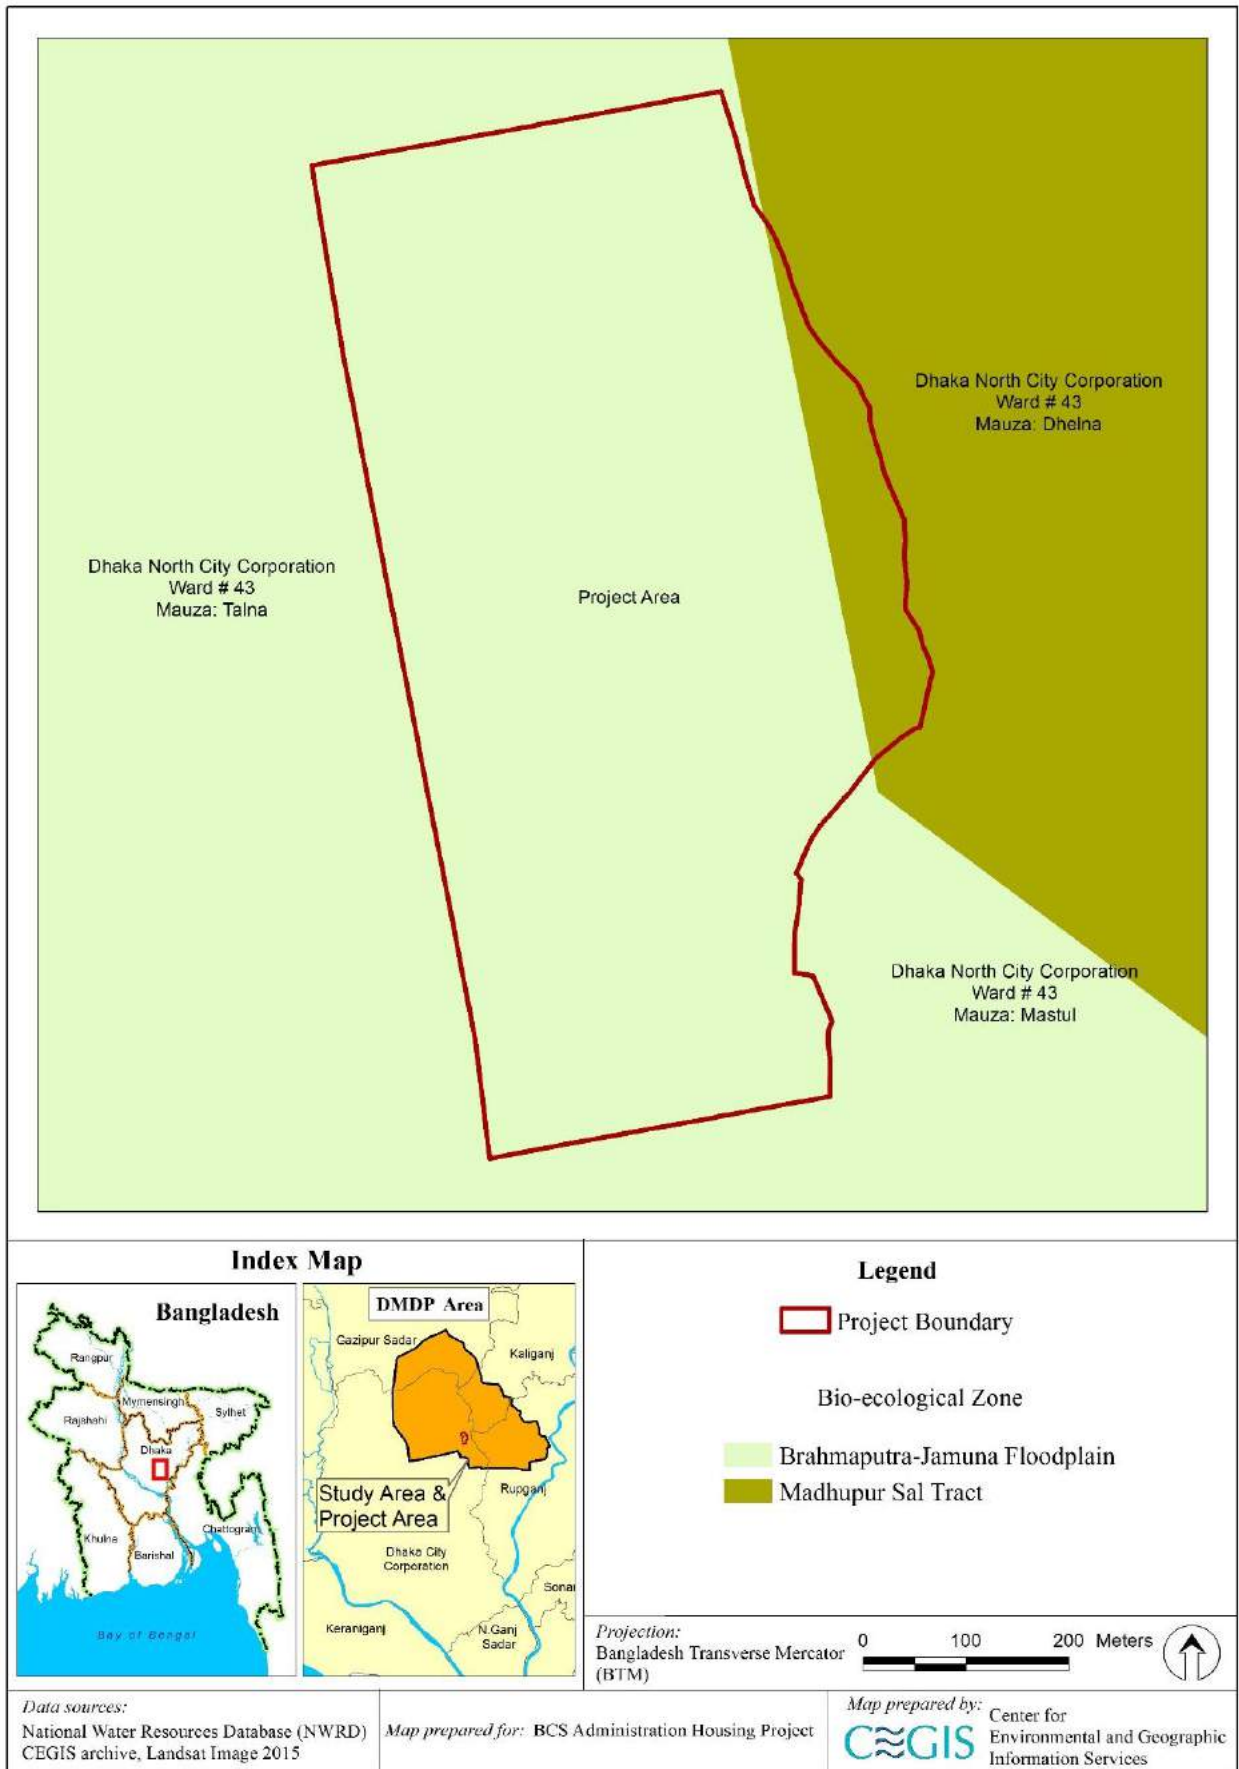 Dhaka North City Corporation
Ward # 43
Mauza: Dhelna
Dhaka North City Corporation
Ward # 43
Mauza: Talna
Project Area
Dhaka North City Corporation
Ward # 43
Mauza: Mastul
Index Map
Bangladesh
Rangpur
Mymensingh
Sylhet
Rajshahi
Dhaka
Khulna
Barishal
Chattogram
Bay of Bengal
DMDP Area
Gazipur Sadar
Kaliganj
Study Area &
Project Area
Rupganj
Dhaka City
Corporation
Sonar
Keraniganj
N.Ganj
Sadar
Legend
Project Boundary
Bio-ecological Zone
Brahmaputra-Jamuna Floodplain
Madhupur Sal Tract
Projection:
Bangladesh Transverse Mercator
(BTM)
0 100 200 Meters
Data sources:
National Water Resources Database (NWRD)
CEGIS archive, Landsat Image 2015
Map prepared for: BCS Administration Housing Project
Map prepared by:
CEGIS
Center for
Environmental and Geographic
Information Services